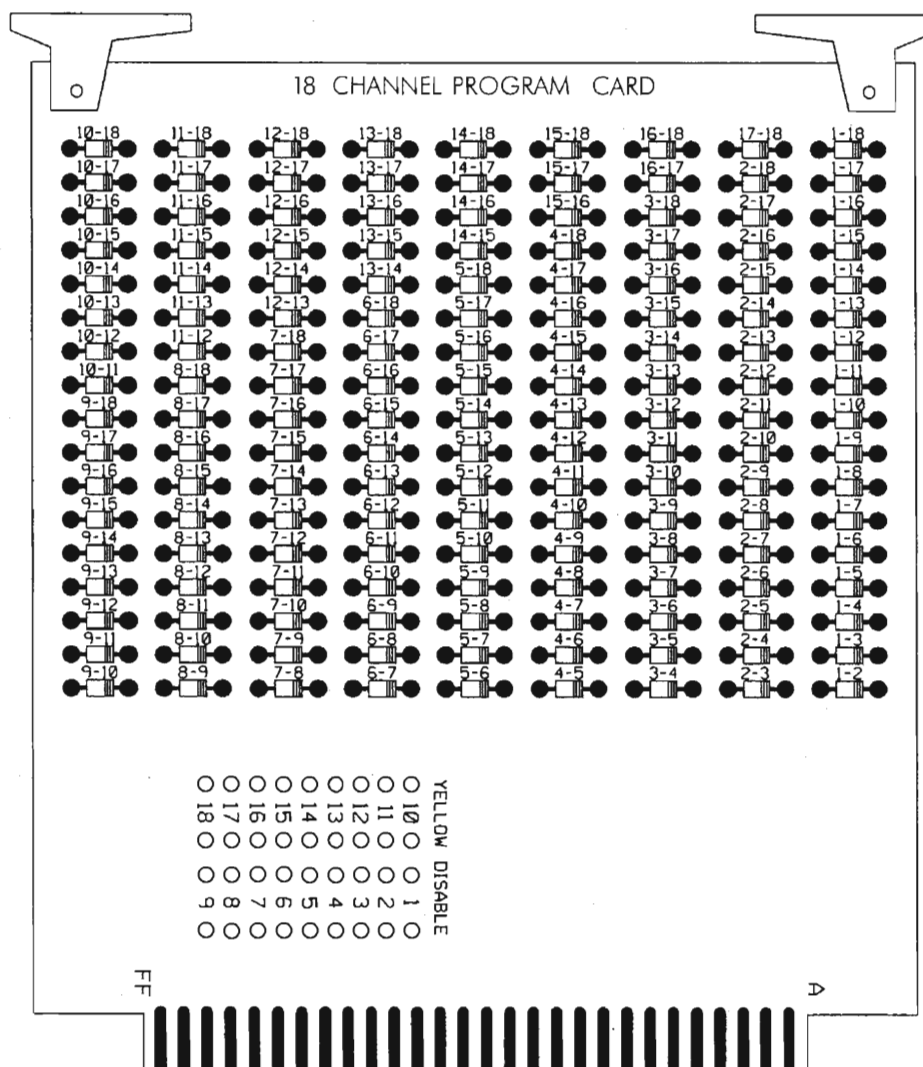 18 CHANNEL PROGRAM CARD
10-18 11-18 12-18 13-18 14-18 15-18 16-18 17-18 1-18
10-17 11-17 12-17 13-17 14-17 15-17 16-17 2-18 1-17
10-16 11-16 12-16 13-16 14-16 15-16 3-18 2-17 1-16
10-15 11-15 12-15 13-15 14-15 4-18 3-17 2-16 1-15
10-14 11-14 12-14 13-14 5-18 4-17 3-16 2-15 1-14
10-13 11-13 12-13 6-18 5-17 4-16 3-15 2-14 1-13
10-12 11-12 7-18 6-17 5-16 4-15 3-14 2-13 1-12
10-11 8-18 7-17 6-16 5-15 4-14 3-13 2-12 1-11
9-18 8-17 7-16 6-15 5-14 4-13 3-12 2-11 1-10
9-17 8-16 7-15 6-14 5-13 4-12 3-11 2-10 1-9
9-16 8-15 7-14 6-13 5-12 4-11 3-10 2-9 1-8
9-15 8-14 7-13 6-12 5-11 4-10 3-9 2-8 1-7
9-14 8-13 7-12 6-11 5-10 4-9 3-8 2-7 1-6
9-13 8-12 7-11 6-10 5-9 4-8 3-7 2-6 1-5
9-12 8-11 7-10 6-9 5-8 4-7 3-6 2-5 1-4
9-11 8-10 7-9 6-8 5-7 4-6 3-5 2-4 1-3
9-10 8-9 7-8 6-7 5-6 4-5 3-4 2-3 1-2
YELLOW DISABLE
10 1
11 2
12 3
13 4
14 5
15 6
16 7
17 8
18 9
FF A